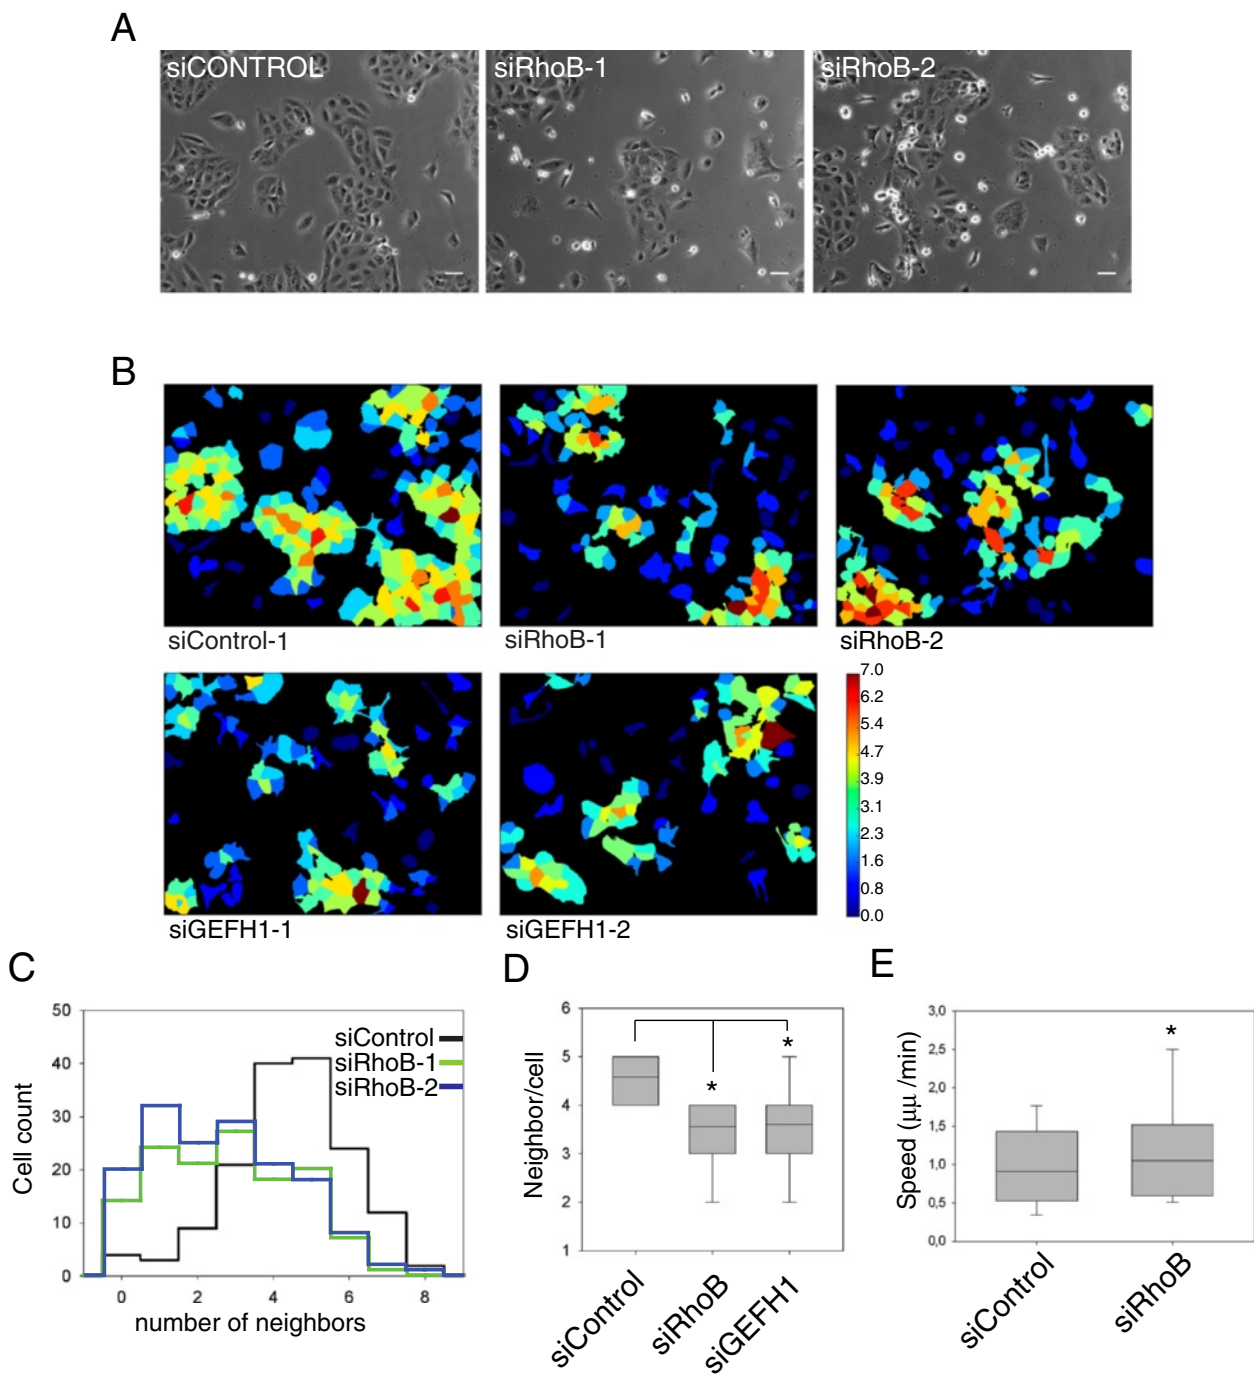 A
siCONTROL
siRhoB-1
siRhoB-2
B
siControl-1
siRhoB-1
siRhoB-2
siGEFH1-1
siGEFH1-2
7.0
6.2
5.4
4.7
3.9
3.1
2.3
1.6
0.8
0.0
C
50
40
30
20
10
0
Cell count
siControl
siRhoB-1
siRhoB-2
0 2 4 6 8
number of neighbors
D
6
5
4
3
2
1
Neighbor/cell
*
*
siControl
siRhoB
siGEFH1
E
3,0
2,5
2,0
1,5
1,0
0,5
0,0
Speed (μμ /min)
*
siControl
siRhoB